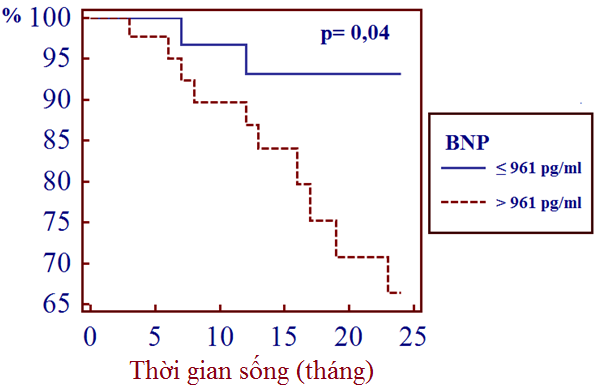 %
100
p= 0,04
95
90
85
80
75
70
65
BNP
≤ 961 pg/ml
> 961 pg/ml
0 5 10 15 20 25
Thời gian sống (tháng)